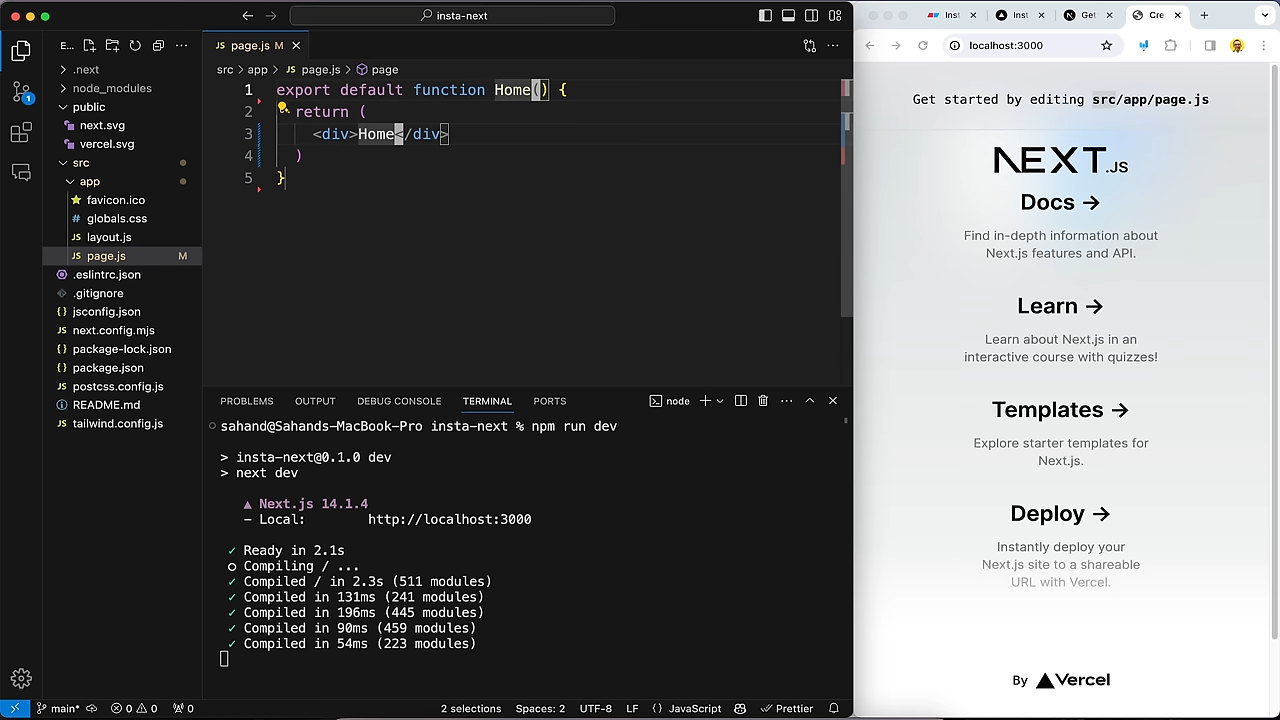 insta-next
E...
.next
node_modules
public
next.svg
vercel.svg
src
app
favicon.ico
globals.css
layout.js
page.js M
.eslintrc.json
.gitignore
jsconfig.json
next.config.mjs
package-lock.json
package.json
postcss.config.js
README.md
tailwind.config.js
1
JS page.js M
src > app > JS page.js > page
1 export default function Home() {
2 return (
3 <div>Home</div>
4 )
5 }
PROBLEMS OUTPUT DEBUG CONSOLE TERMINAL PORTS
node
sahand@Sahands-MacBook-Pro insta-next % npm run dev
> insta-next@0.1.0 dev
> next dev
▲ Next.js 14.1.4
- Local: http://localhost:3000
✓ Ready in 2.1s
○ Compiling / ...
✓ Compiled / in 2.3s (511 modules)
✓ Compiled in 131ms (241 modules)
✓ Compiled in 196ms (445 modules)
✓ Compiled in 90ms (459 modules)
✓ Compiled in 54ms (223 modules)
main* 0 0 0 2 selections Spaces: 2 UTF-8 LF JavaScript Prettier
Inst Inst Get Cre
localhost:3000
Get started by editing src/app/page.js
NEXT.JS
Docs →
Find in-depth information about
Next.js features and API.
Learn →
Learn about Next.js in an
interactive course with quizzes!
Templates →
Explore starter templates for
Next.js.
Deploy →
Instantly deploy your
Next.js site to a shareable
URL with Vercel.
By ▲Vercel